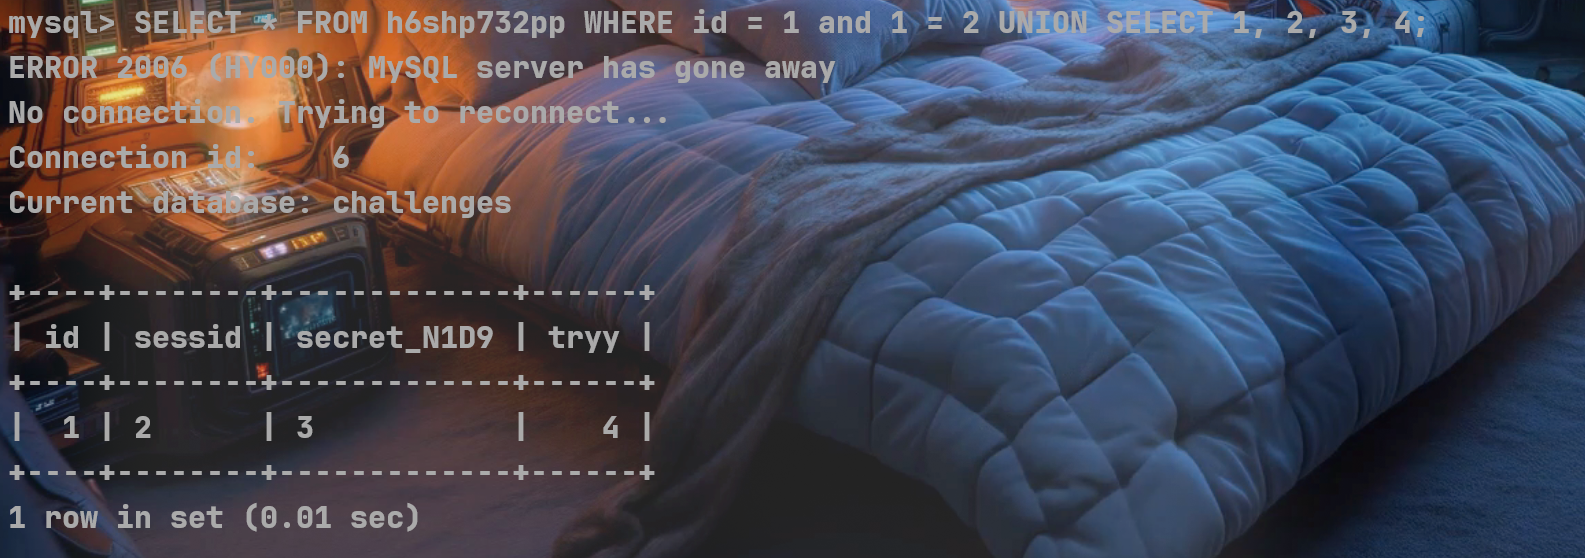 mysql> SELECT * FROM h6shp732pp WHERE id = 1 and 1 = 2 UNION SELECT 1, 2, 3, 4;
ERROR 2006 (HY000): MySQL server has gone away
No connection. Trying to reconnect...
Connection id:    6
Current database: challenges

+----+--------+-------------+------+
| id | sessid | secret_N1D9 | tryy |
+----+--------+-------------+------+
|  1 | 2      | 3           |    4 |
+----+--------+-------------+------+
1 row in set (0.01 sec)